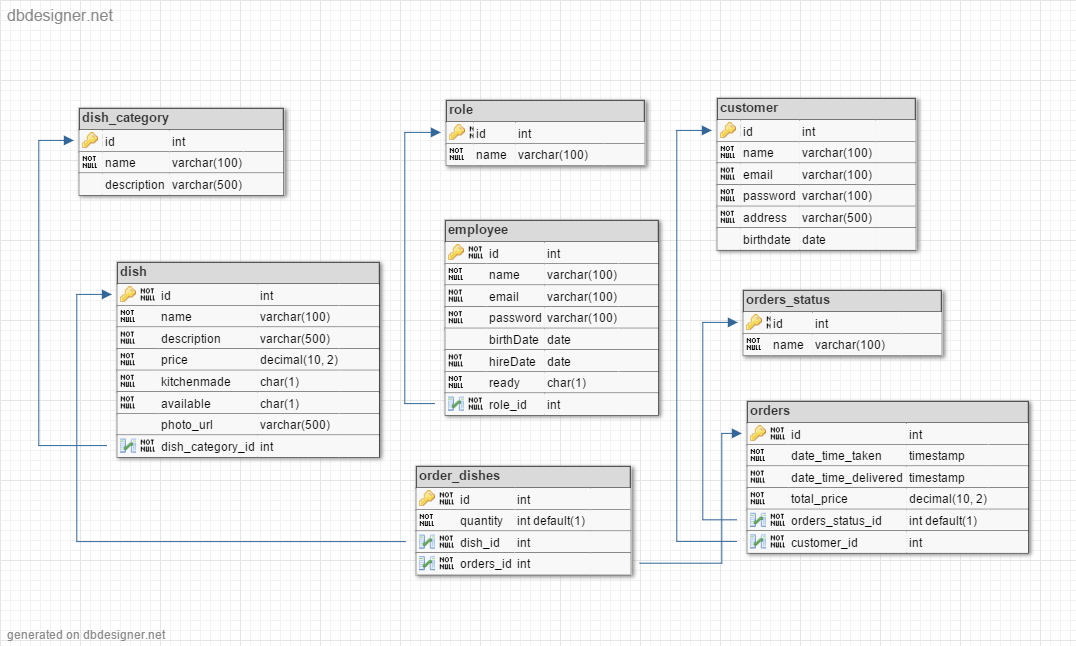 dbdesigner.net
dish_category
id int
NOT NULL name varchar(100)
description varchar(500)
role
N N id int
NOT NULL name varchar(100)
customer
id int
NOT NULL name varchar(100)
NOT NULL email varchar(100)
NOT NULL password varchar(100)
NOT NULL address varchar(500)
birthdate date
employee
NOT NULL id int
NOT NULL name varchar(100)
NOT NULL email varchar(100)
NOT NULL password varchar(100)
birthDate date
NOT NULL hireDate date
NOT NULL ready char(1)
NOT NULL role_id int
dish
NOT NULL id int
NOT NULL name varchar(100)
NOT NULL description varchar(500)
NOT NULL price decimal(10, 2)
NOT NULL kitchenmade char(1)
NOT NULL available char(1)
photo_url varchar(500)
NOT NULL dish_category_id int
orders_status
N N id int
NOT NULL name varchar(100)
orders
NOT NULL id int
NOT NULL date_time_taken timestamp
NOT NULL date_time_delivered timestamp
NOT NULL total_price decimal(10, 2)
NOT NULL orders_status_id int default(1)
NOT NULL customer_id int
order_dishes
NOT NULL id int
NOT NULL quantity int default(1)
NOT NULL dish_id int
NOT NULL orders_id int
generated on dbdesigner.net